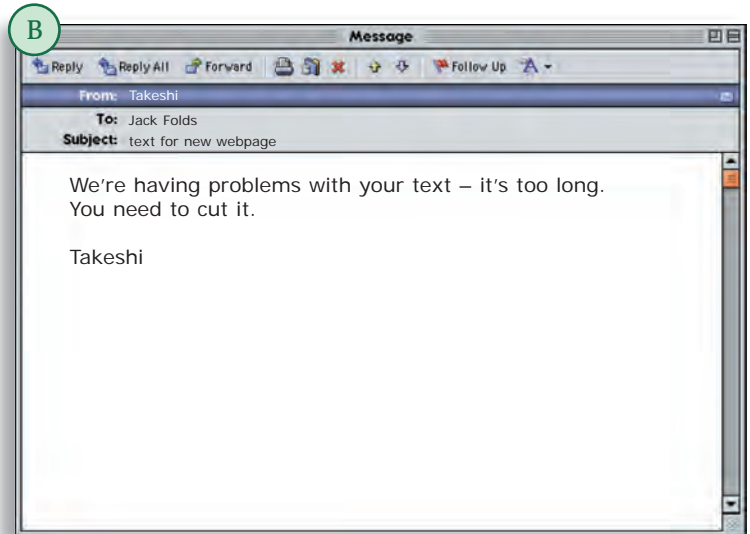 B
Message
Reply Reply All Forward Follow Up A
From: Takeshi
To: Jack Folds
Subject: text for new webpage
We're having problems with your text – it's too long.
You need to cut it.
Takeshi